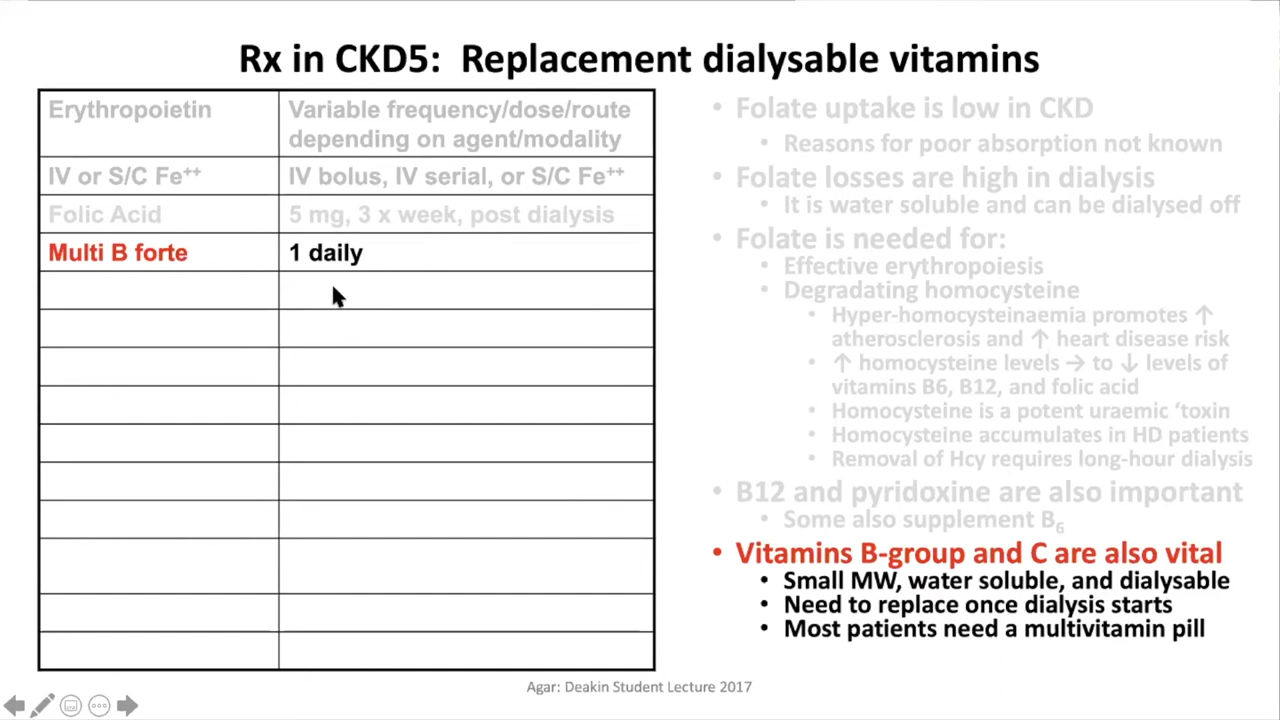 Rx in CKD5: Replacement dialysable vitamins
Erythropoietin
Variable frequency/dose/route
depending on agent/modality
IV or S/C Fe++
IV bolus, IV serial, or S/C Fe++
Folic Acid
5 mg, 3 x week, post dialysis
Multi B forte
1 daily
• Folate uptake is low in CKD
• Reasons for poor absorption not known
• Folate losses are high in dialysis
• It is water soluble and can be dialysed off
• Folate is needed for:
• Effective erythropoiesis
• Degradating homocysteine
• Hyper-homocysteinaemia promotes ↑
atherosclerosis and ↑ heart disease risk
• ↑ homocysteine levels → to ↓ levels of
vitamins B6, B12, and folic acid
• Homocysteine is a potent uraemic ‘toxin
• Homocysteine accumulates in HD patients
• Removal of Hcy requires long-hour dialysis
• B12 and pyridoxine are also important
• Some also supplement B6
• Vitamins B-group and C are also vital
• Small MW, water soluble, and dialysable
• Need to replace once dialysis starts
• Most patients need a multivitamin pill
Agar: Deakin Student Lecture 2017